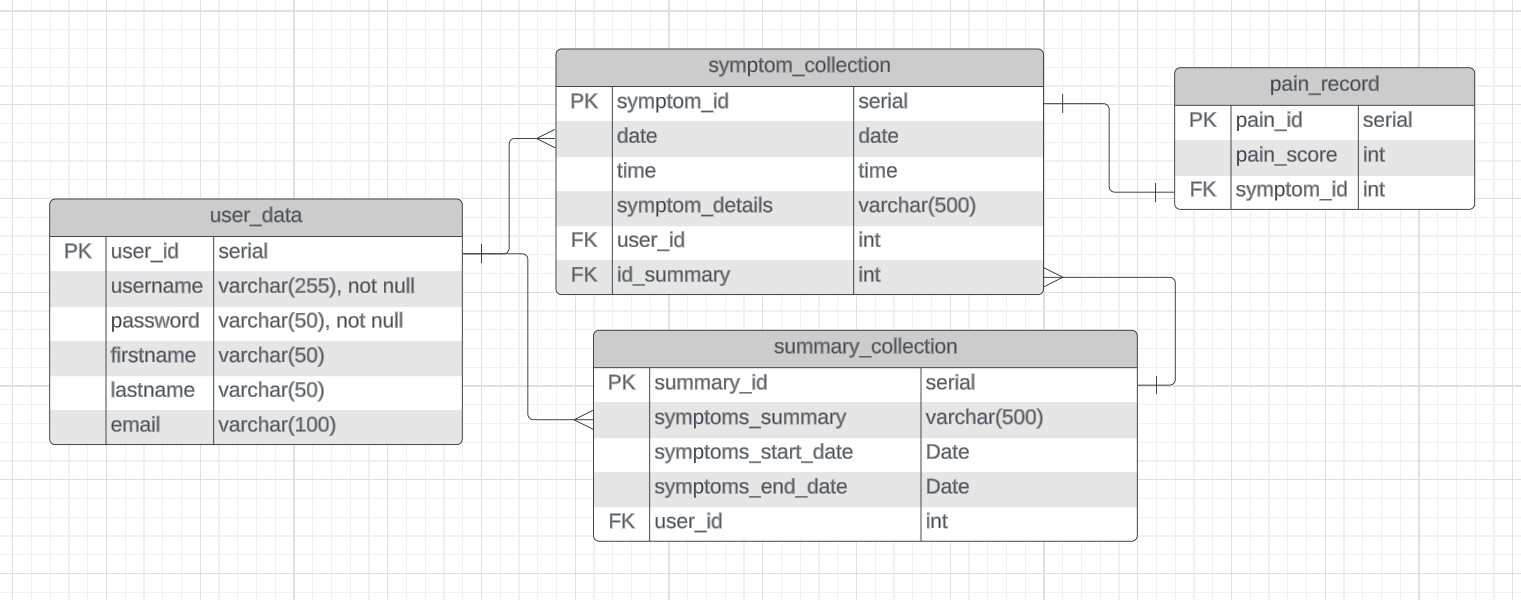 symptom_collection
PK symptom_id serial
date date
time time
symptom_details varchar(500)
FK user_id int
FK id_summary int
pain_record
PK pain_id serial
pain_score int
FK symptom_id int
user_data
PK user_id serial
username varchar(255), not null
password varchar(50), not null
firstname varchar(50)
lastname varchar(50)
email varchar(100)
summary_collection
PK summary_id serial
symptoms_summary varchar(500)
symptoms_start_date Date
symptoms_end_date Date
FK user_id int